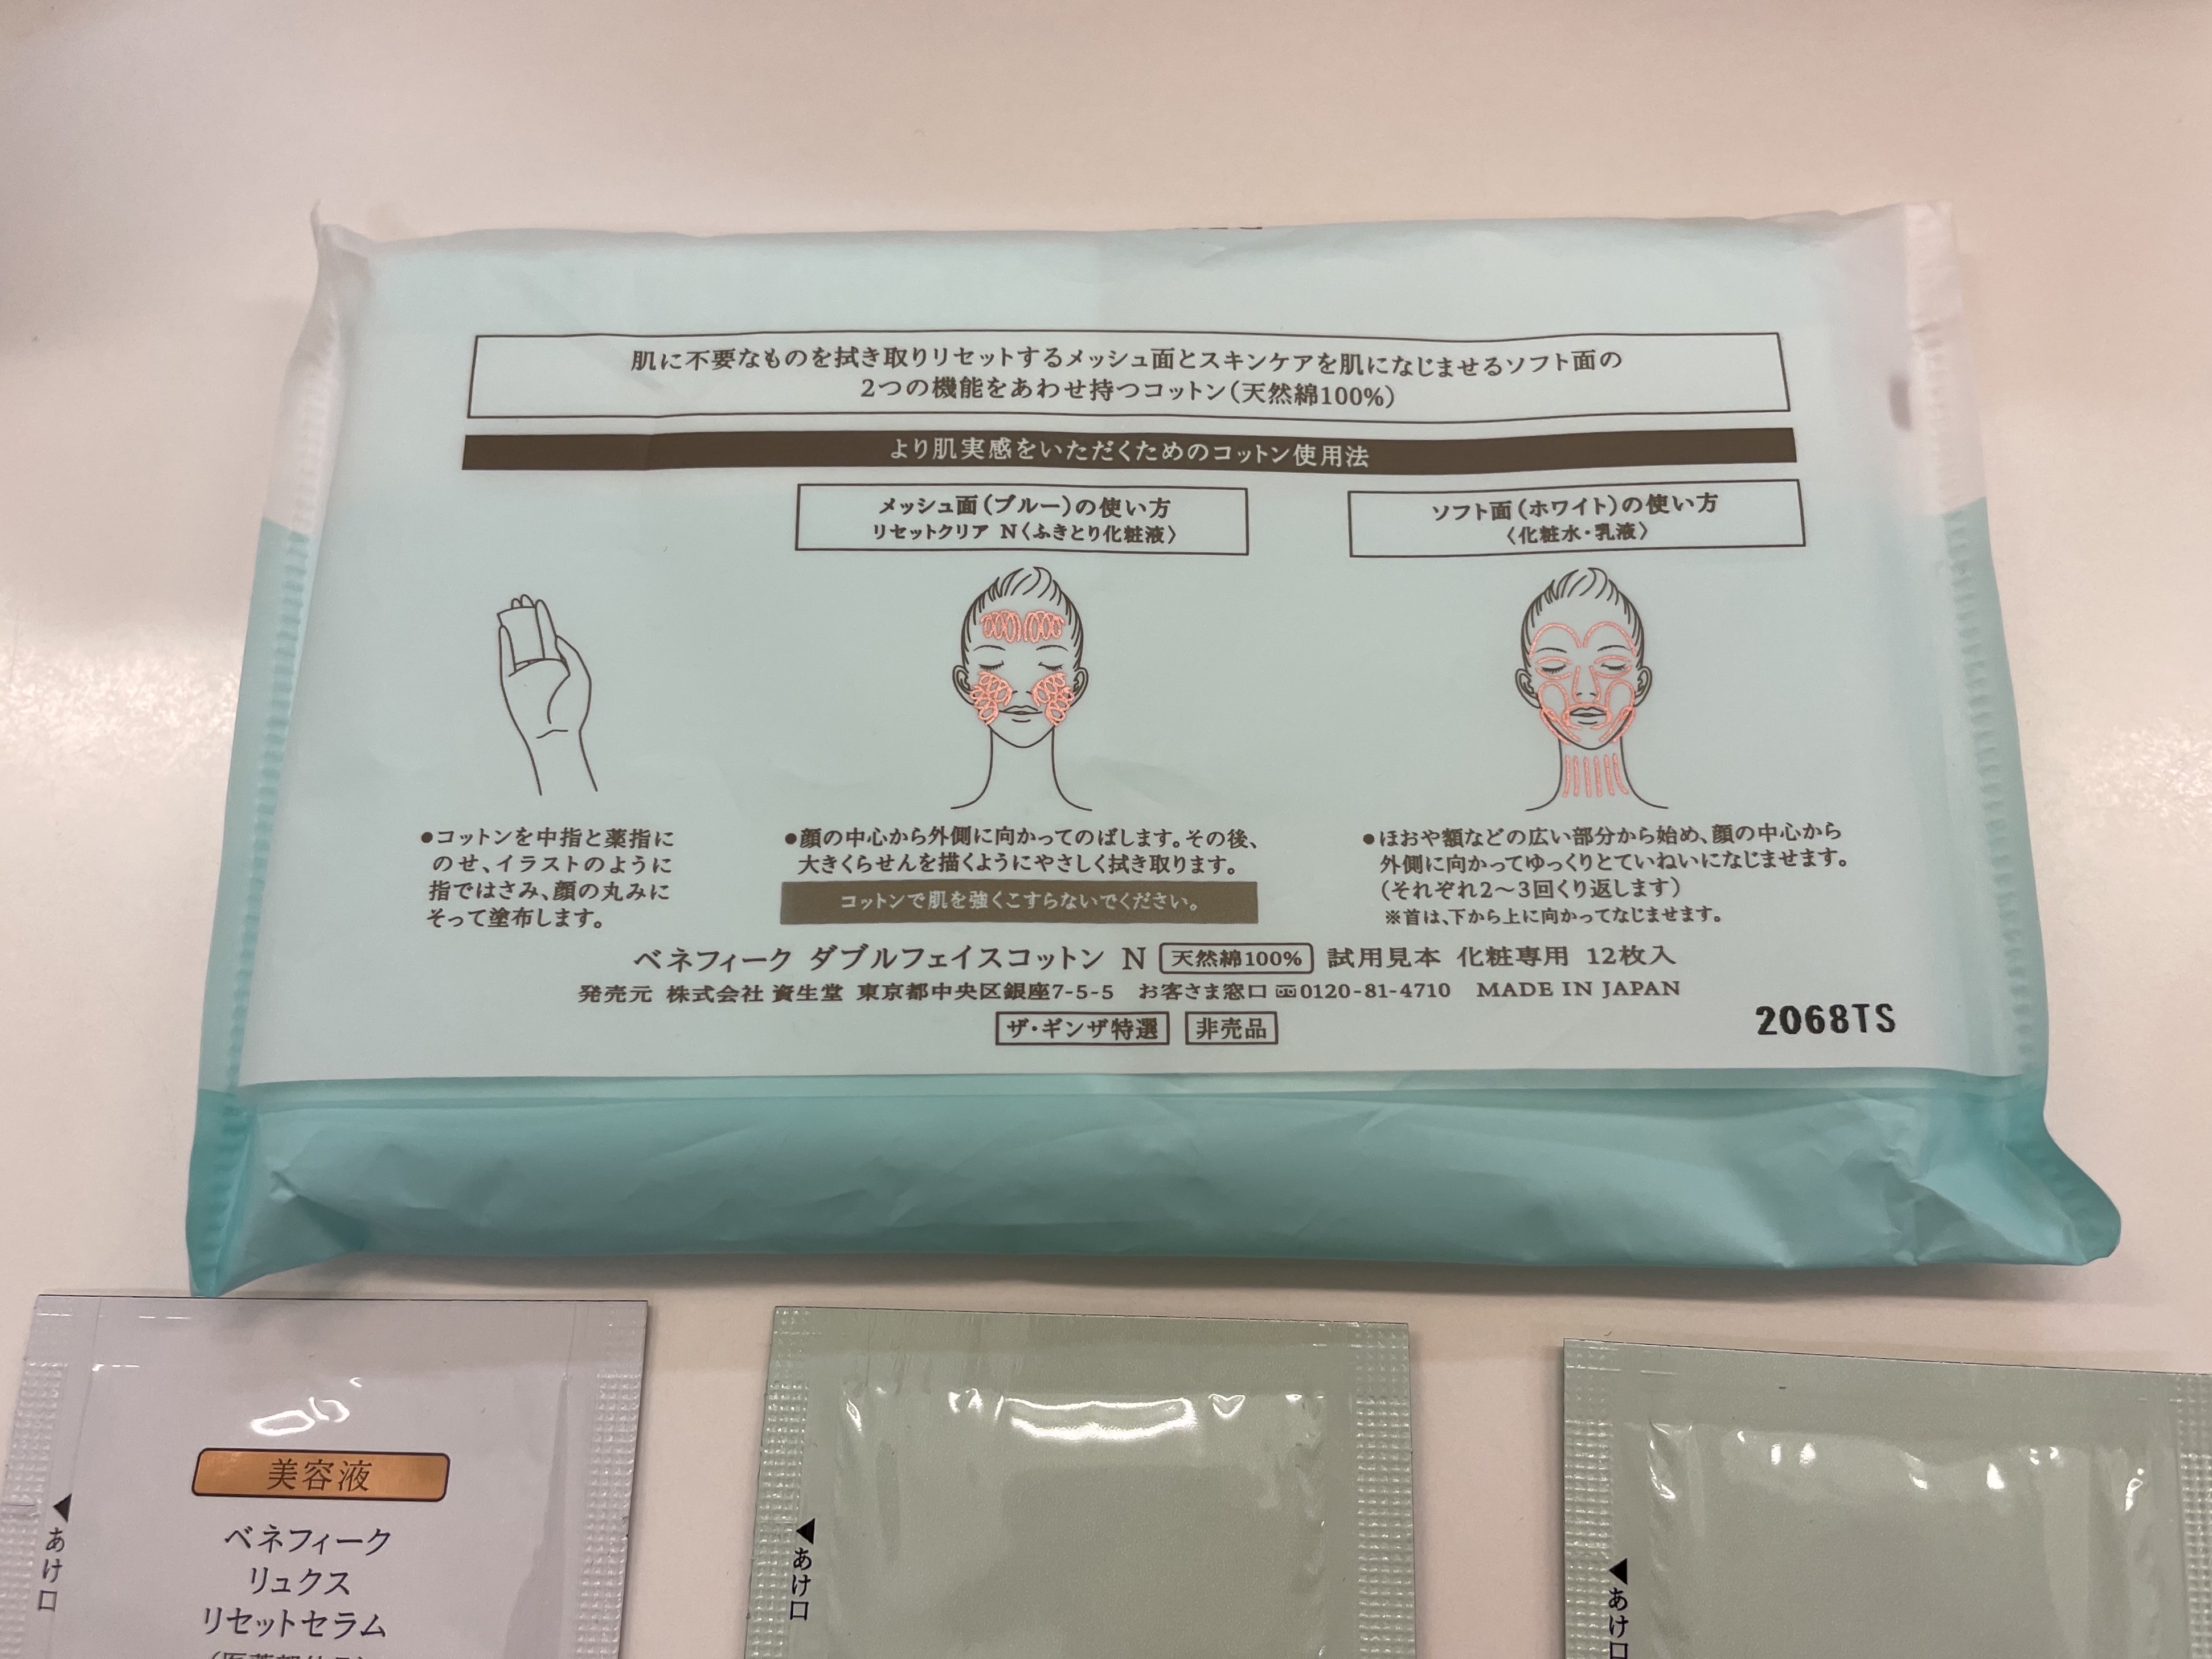 肌に不要なものを拭き取りリセットするメッシュ面とスキンケアを肌になじませるソフト面の
2つの機能をあわせ持つコットン(天然綿100%)
より肌実感をいただくためのコットン使用法
メッシュ面(ブルー)の使い方
リセットクリア N〈ふきとり化粧液〉
ソフト面(ホワイト)の使い方
〈化粧水・乳液〉
●コットンを中指と薬指に
のせ、イラストのように
指ではさみ、顔の丸みに
そって塗布します。
●顔の中心から外側に向かってのばします。その後、
大きくらせんを描くようにやさしく拭き取ります。
コットンで肌を強くこすらないでください。
●ほおや額などの広い部分から始め、顔の中心から
外側に向かってゆっくりとていねいになじませます。
(それぞれ2〜3回くり返します)
※首は、下から上に向かってなじませます。
ベネフィーク ダブルフェイスコットン N 天然綿100% 試用見本 化粧専用 12枚入
発売元 株式会社 資生堂 東京都中央区銀座7-5-5 お客さま窓口 0120-81-4710 MADE IN JAPAN
ザ・ギンザ特選 非売品
2068TS
美容液
ベネフィーク
リュクス
リセットセラム
◀あけ口
◀あけ口
◀あけ口